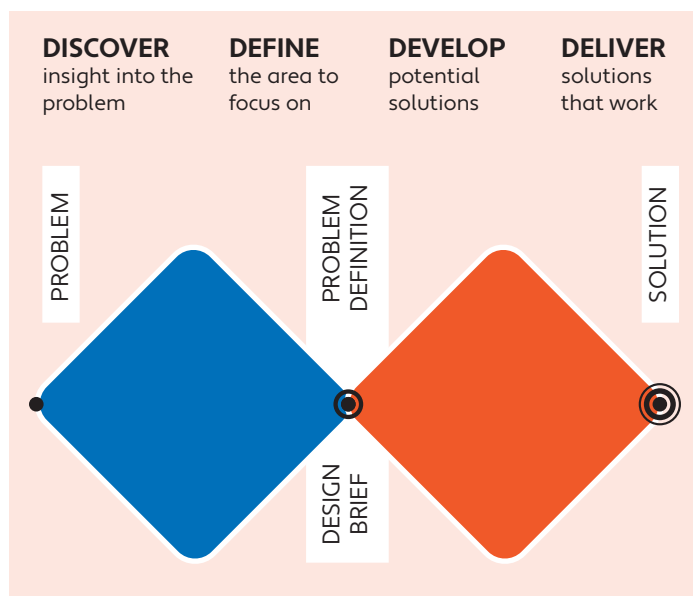 DISCOVER
insight into the
problem
DEFINE
the area to
focus on
DEVELOP
potential
solutions
DELIVER
solutions
that work
PROBLEM
PROBLEM
DEFINITION
SOLUTION
DESIGN
BRIEF